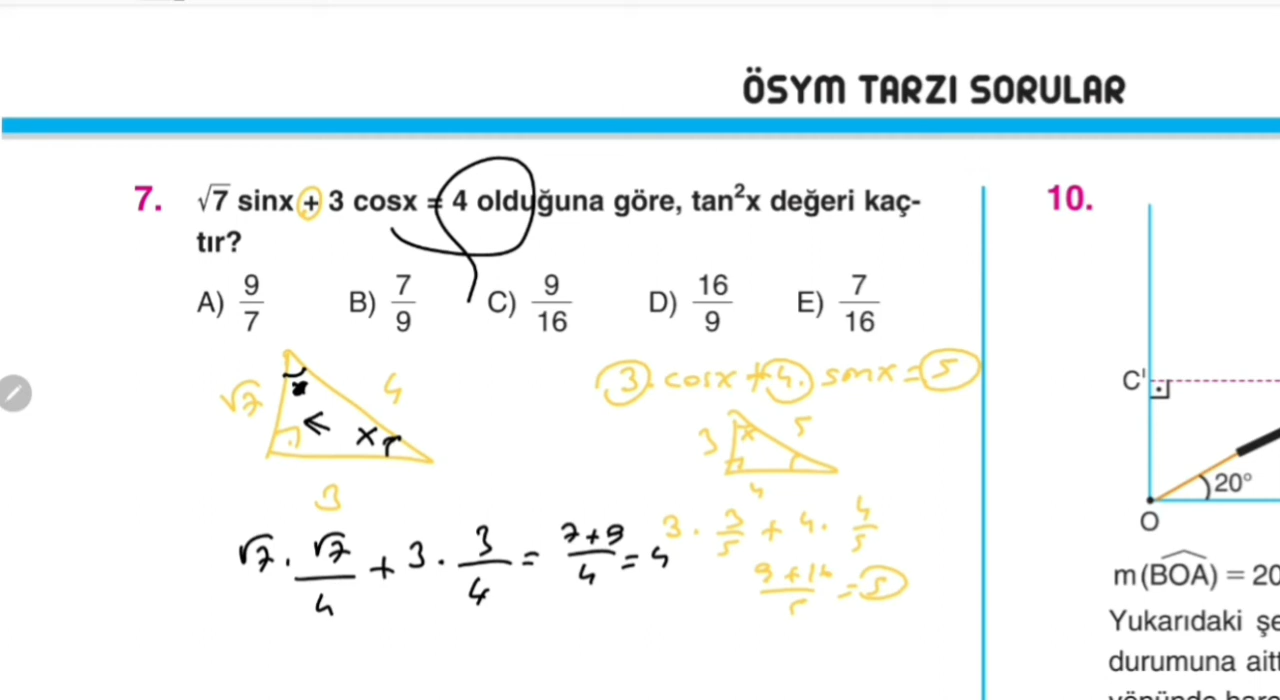 ÖSYM TARZI SORULAR
7. √7 sinx + 3 cosx = 4 olduğuna göre, tan²x değeri kaç-
tır?
A) 9/7 B) 7/9 C) 9/16 D) 16/9 E) 7/16
√7 4 x 3
3 cosx + 4. sinx = 5
3 x 5 4
√7 . √7/4 + 3 . 3/4 = 7+9/4 = 4
3 . 3/5 + 4 . 4/5
9+16/5 = 5
10.
C'
20°
O
m(BOA) = 20
Yukarıdaki şe
durumuna aitt